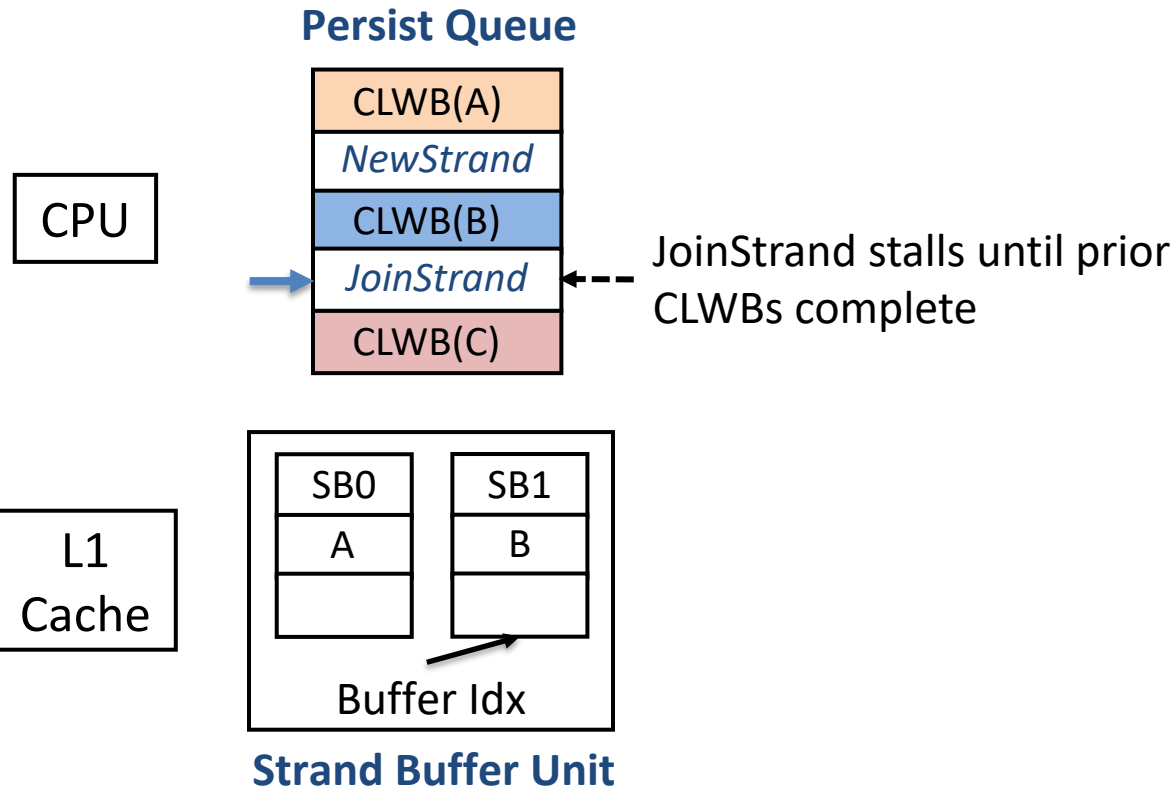 Persist Queue
CLWB(A)
NewStrand
CPU
CLWB(B)
JoinStrand
JoinStrand stalls until prior
CLWBs complete
CLWB(C)
SB0
SB1
A
B
L1
Cache
Buffer Idx
Strand Buffer Unit